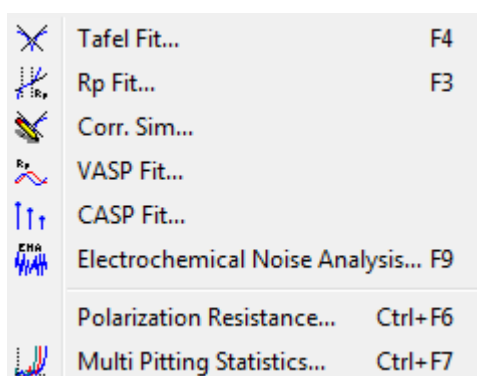 Tafel Fit... F4
Rp Fit... F3
Corr. Sim...
VASP Fit...
CASP Fit...
Electrochemical Noise Analysis... F9
Polarization Resistance... Ctrl+F6
Multi Pitting Statistics... Ctrl+F7